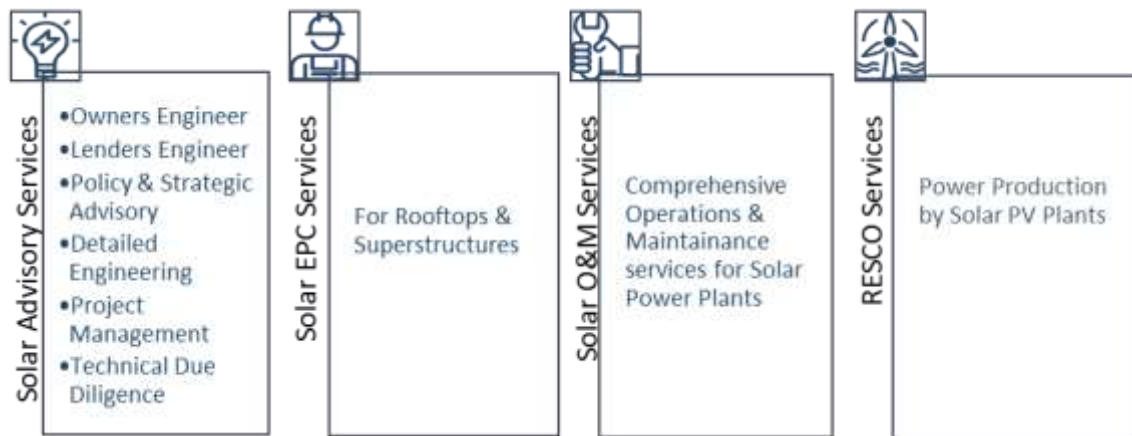 Solar Advisory Services
•Owners Engineer
•Lenders Engineer
•Policy & Strategic
Advisory
•Detailed
Engineering
•Project
Management
•Technical Due
Diligence
Solar EPC Services
For Rooftops &
Superstructures
Solar O&M Services
Comprehensive
Operations &
Maintainance
services for Solar
Power Plants
RESCO Services
Power Production
by Solar PV Plants